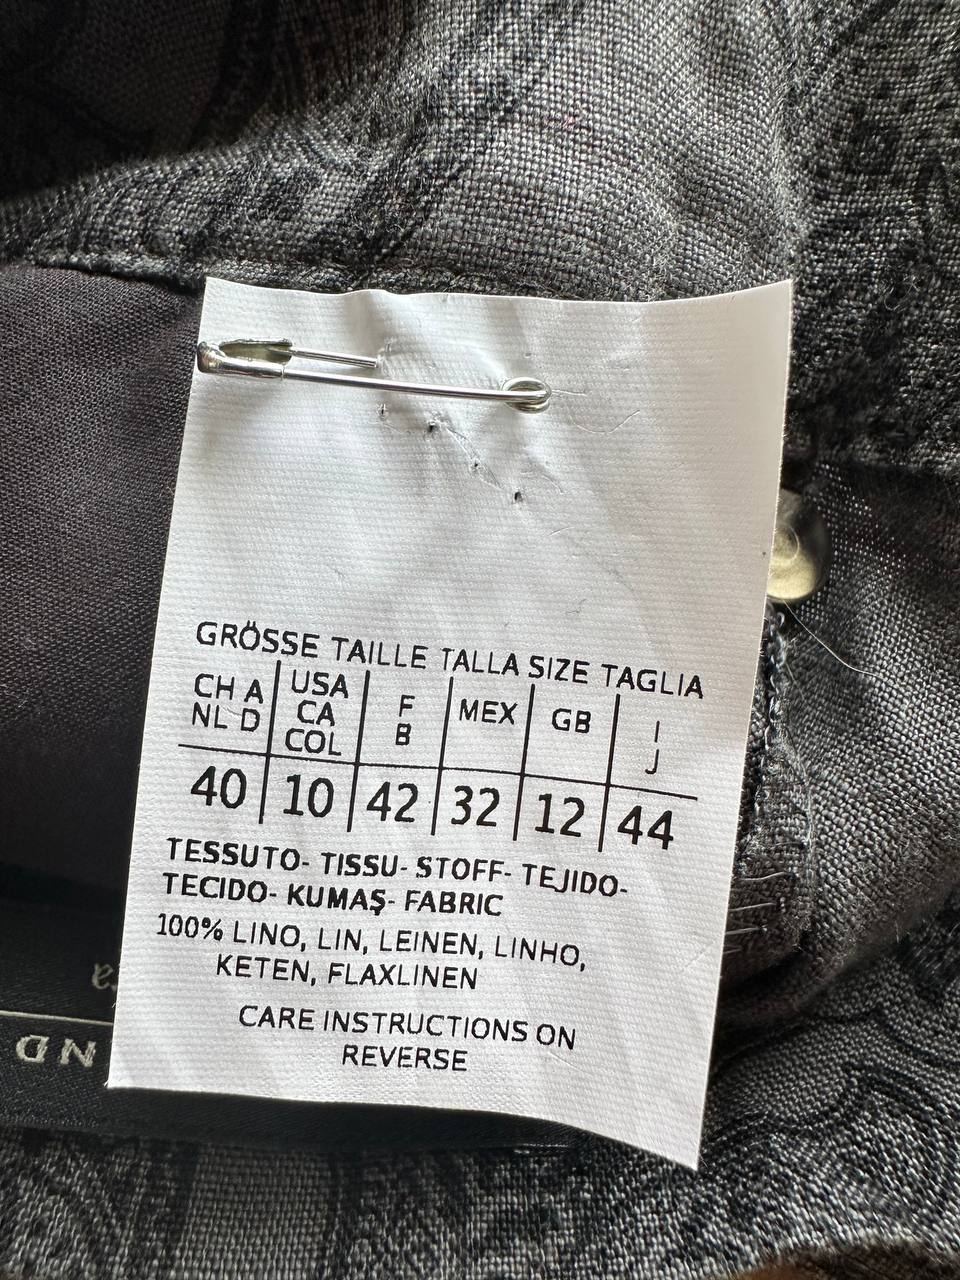 GRÖSSE TAILLE TALLA SIZE TAGLIA
CH A NL D | USA CA COL | F B | MEX | GB | I J
40 | 10 | 42 | 32 | 12 | 44
TESSUTO- TISSU- STOFF- TEJIDO-
TECIDO- KUMAŞ- FABRIC
100% LINO, LIN, LEINEN, LINHO,
KETEN, FLAXLINEN
CARE INSTRUCTIONS ON
REVERSE